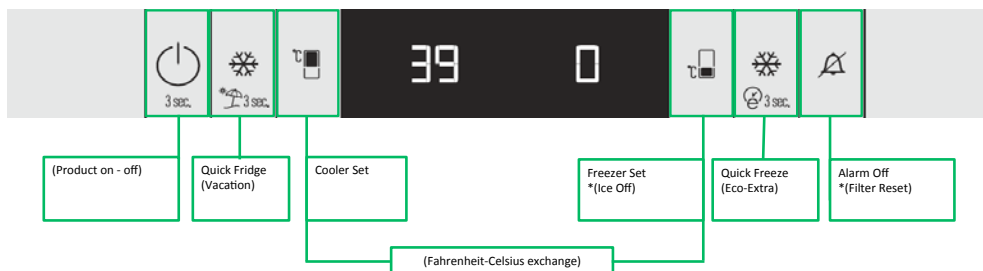 ℃
39
0
℃
3 sec.
3 sec.
e 3 sec.
(Product on - off)
Quick Fridge
(Vacation)
Cooler Set
Freezer Set
*(Ice Off)
Quick Freeze
(Eco-Extra)
Alarm Off
*(Filter Reset)
(Fahrenheit-Celsius exchange)